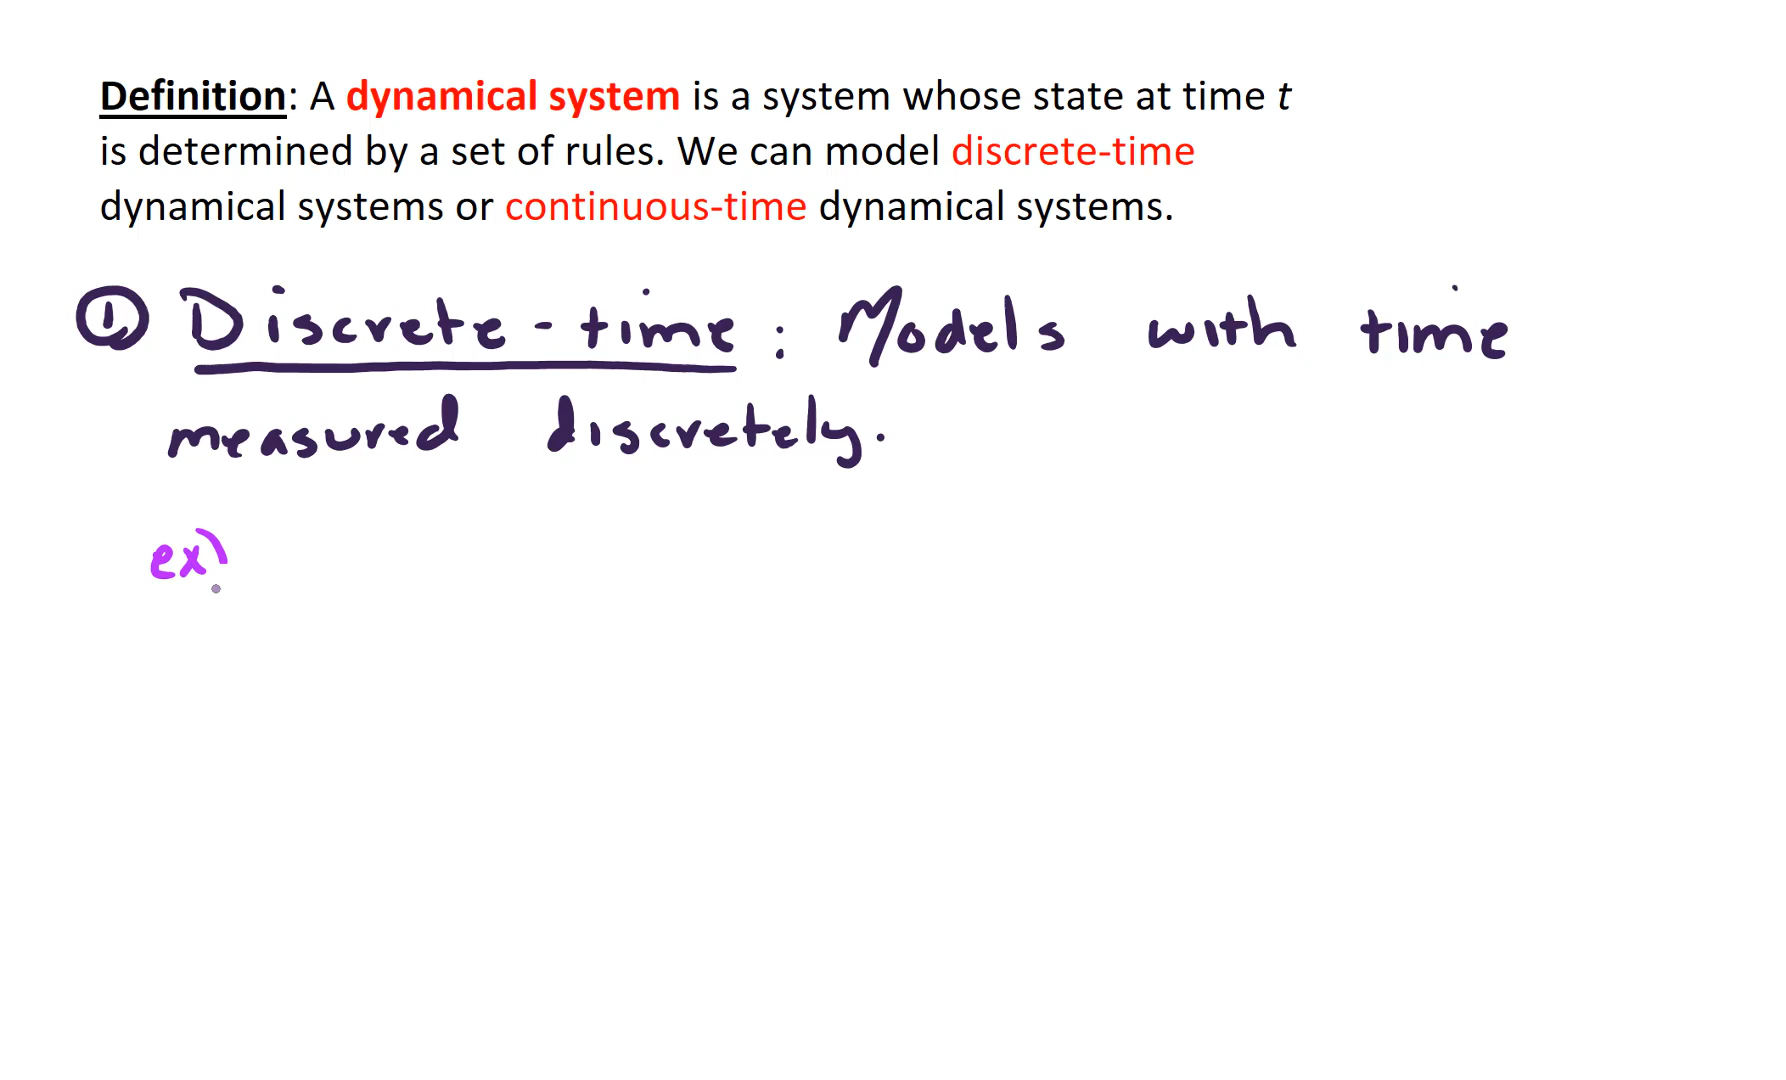 Definition: A dynamical system is a system whose state at time t
is determined by a set of rules. We can model discrete-time
dynamical systems or continuous-time dynamical systems.
① Discrete-time: Models with time
measured discretely.
ex)